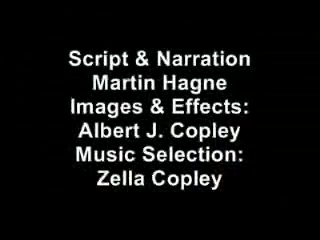 Script & Narration
Martin Hagne
Images & Effects:
Albert J. Copley
Music Selection:
Zella Copley